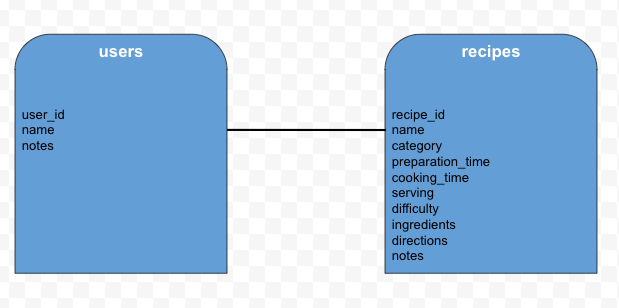 users
user_id
name
notes
recipes
recipe_id
name
category
preparation_time
cooking_time
serving
difficulty
ingredients
directions
notes